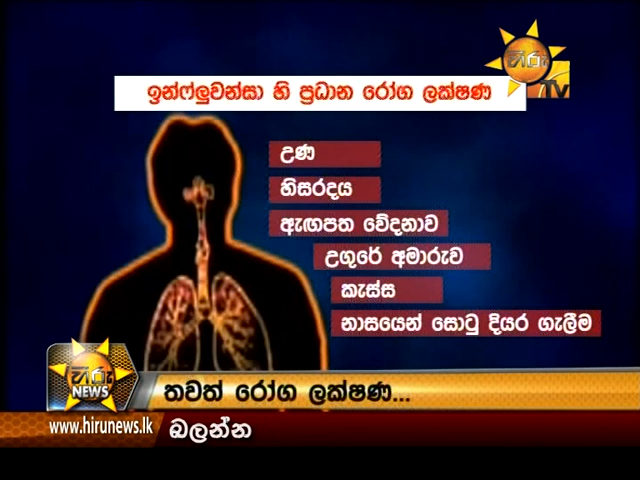 හිරු
TV
ඉන්ෆ්ලුවන්සා හි ප්‍රධාන රෝග ලක්ෂණ
උණ
හිසරදය
ඇඟපත වේදනාව
උගුරේ අමාරුව
කැස්ස
නාසයෙන් සොටු දියර ගැලීම
හිරු
NEWS
තවත් රෝග ලක්ෂණ...
www.hirunews.lk
බලන්න